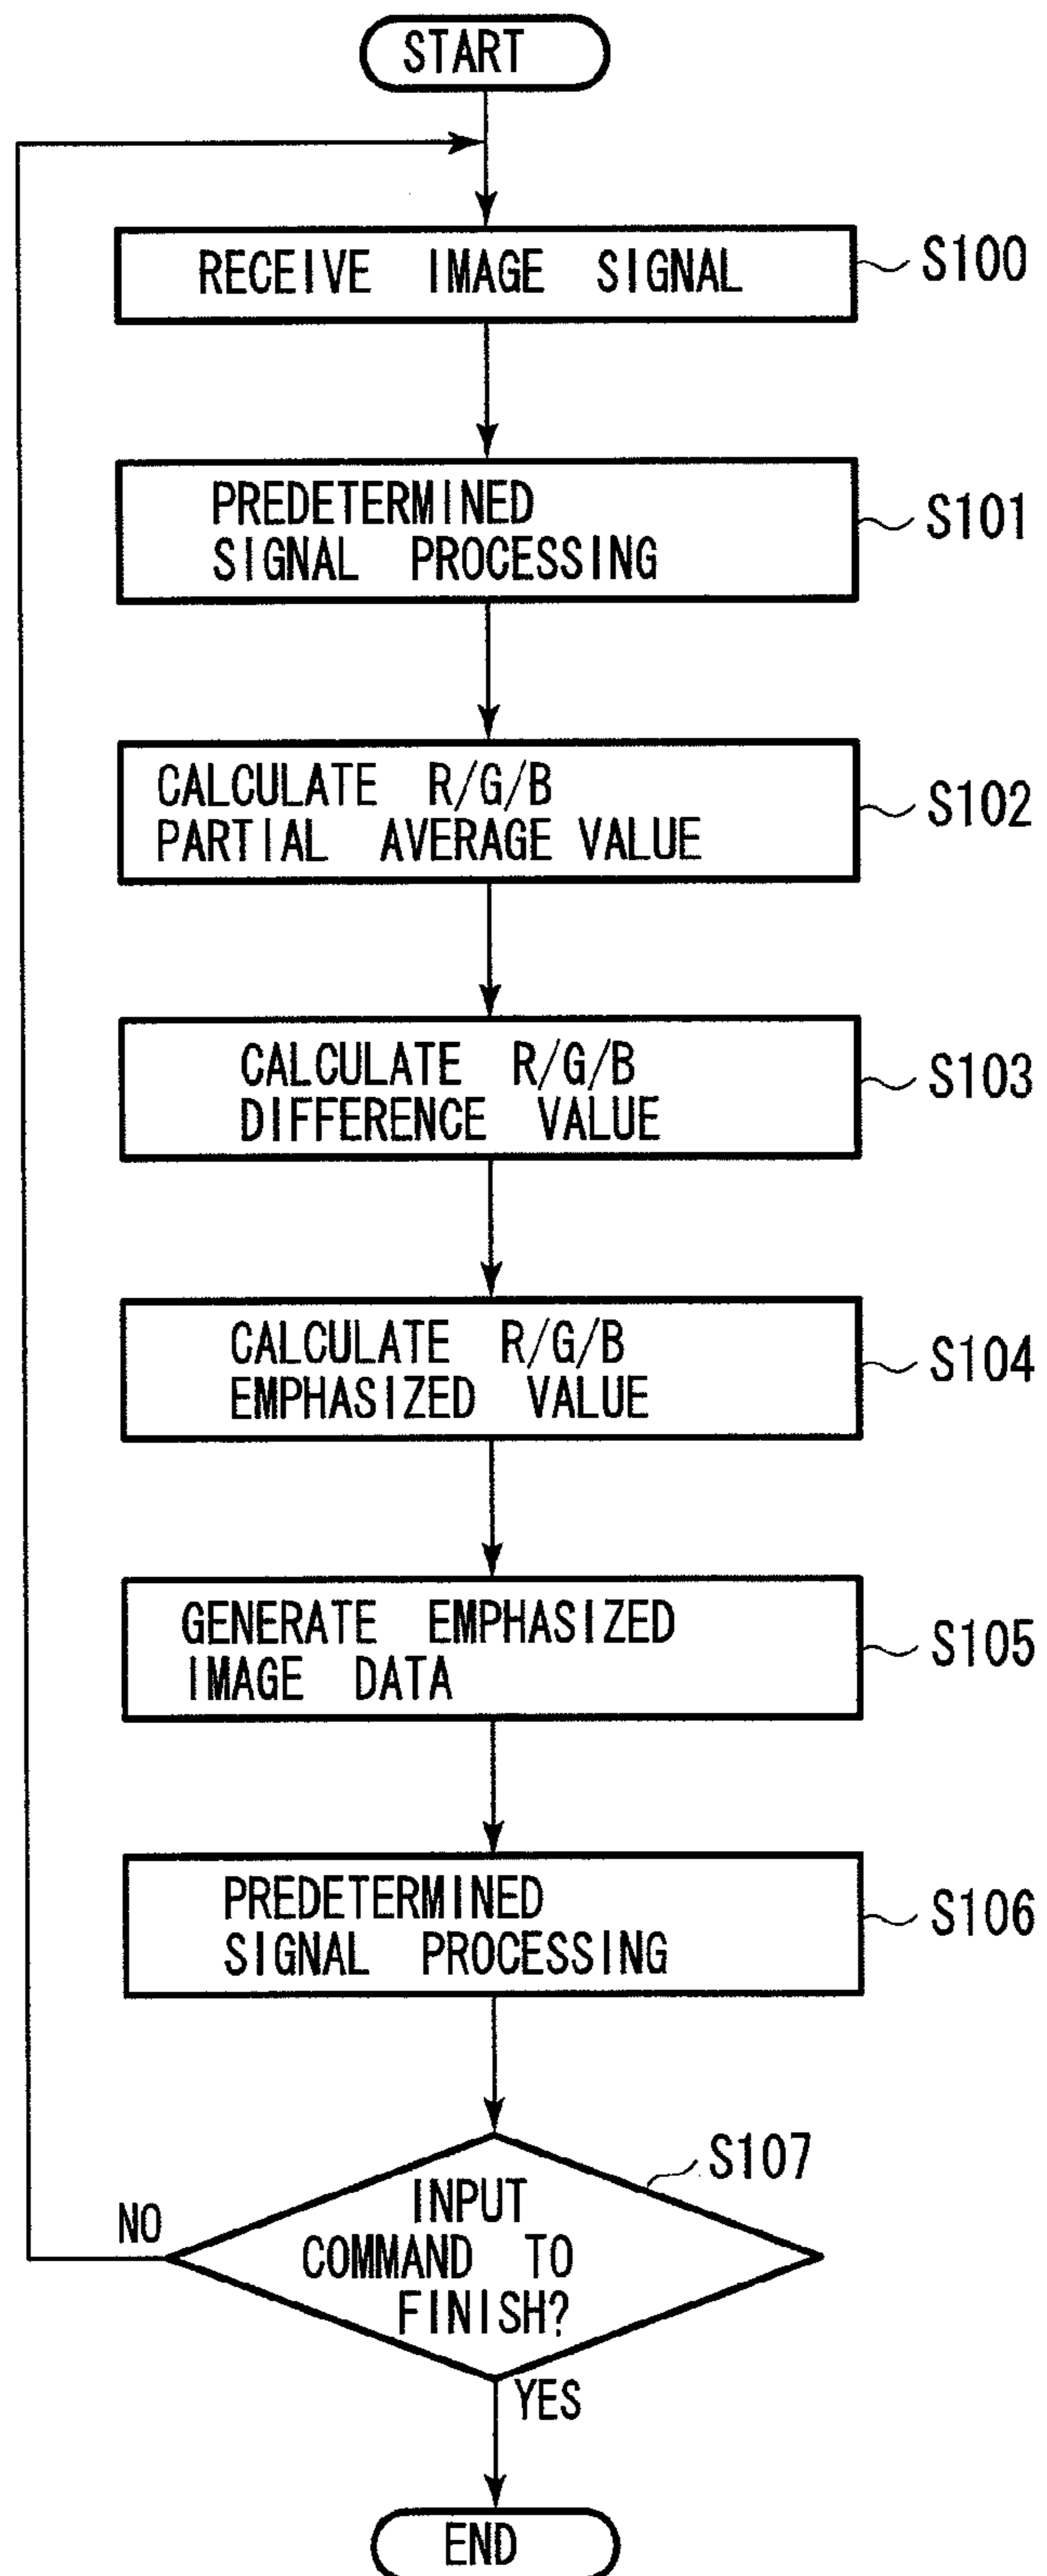 START
RECEIVE IMAGE SIGNAL
S100
PREDETERMINED
SIGNAL PROCESSING
S101
CALCULATE R/G/B
PARTIAL AVERAGE VALUE
S102
CALCULATE R/G/B
DIFFERENCE VALUE
S103
CALCULATE R/G/B
EMPHASIZED VALUE
S104
GENERATE EMPHASIZED
IMAGE DATA
S105
PREDETERMINED
SIGNAL PROCESSING
S106
S107
INPUT
COMMAND TO
FINISH?
NO
YES
END